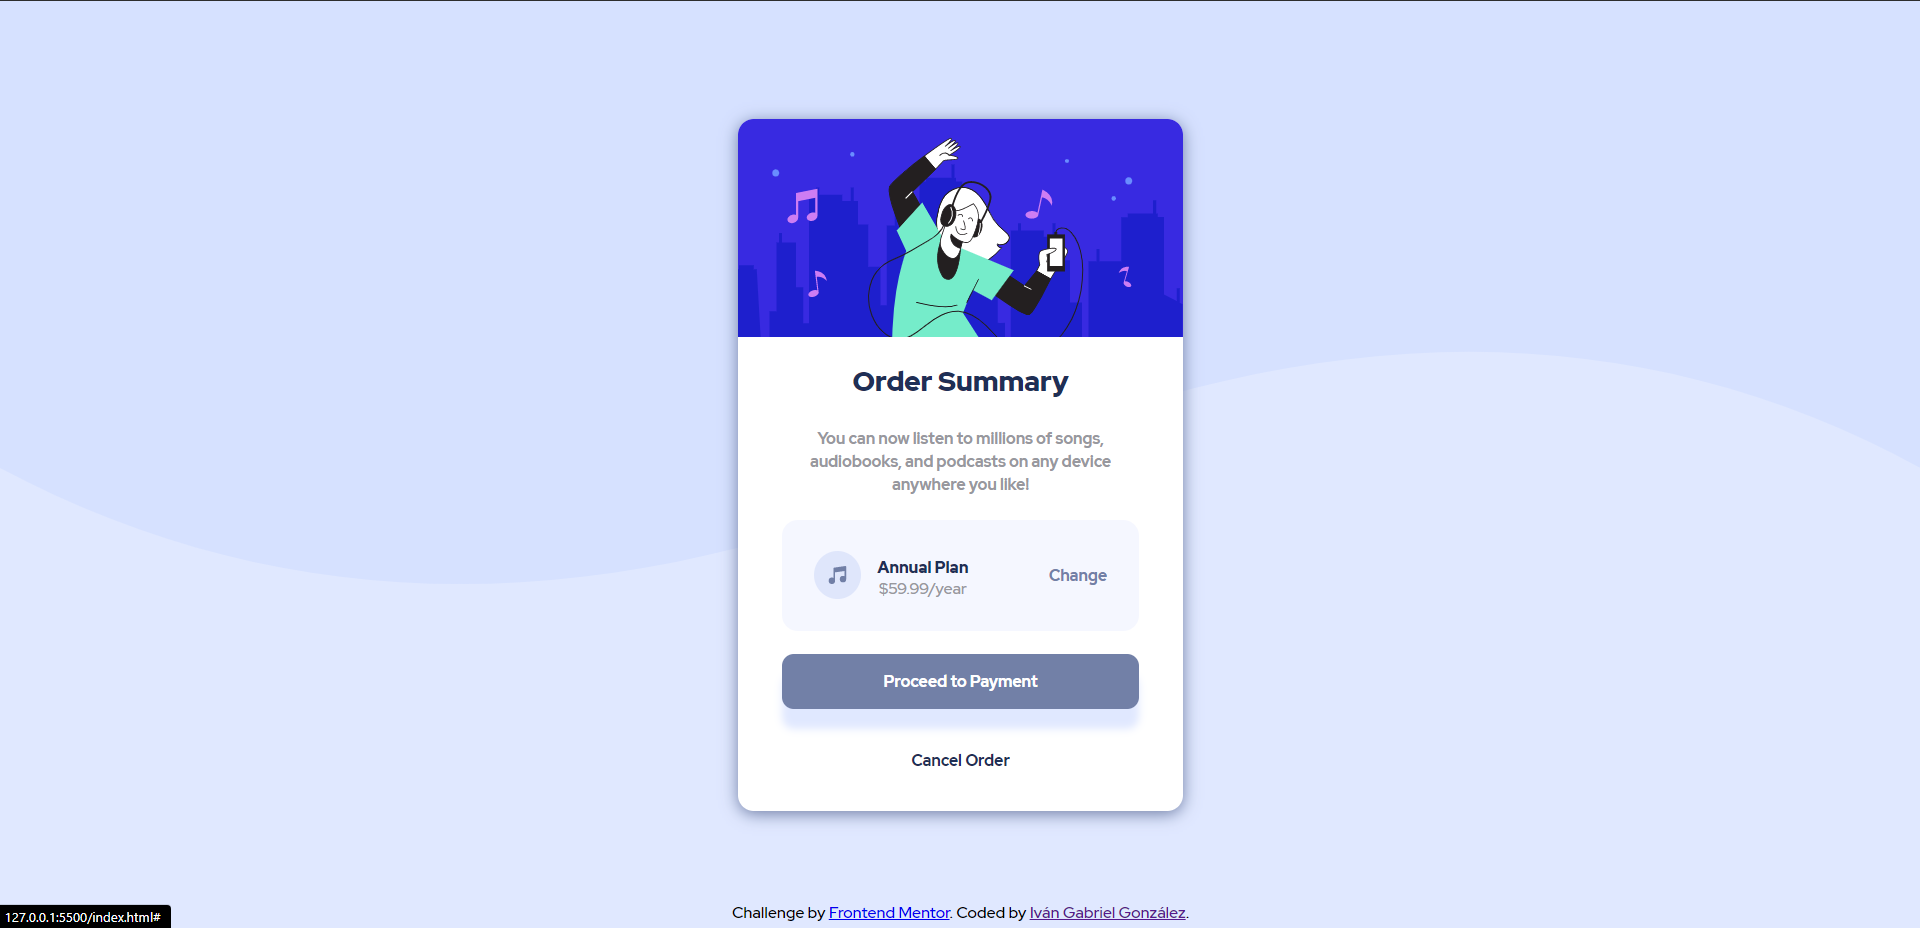 Order Summary
You can now listen to millions of songs,
audiobooks, and podcasts on any device
anywhere you like!
Annual Plan
$59.99/year
Change
Proceed to Payment
Cancel Order
Challenge by Frontend Mentor. Coded by Iván Gabriel González.
127.0.0.1:5500/index.html#